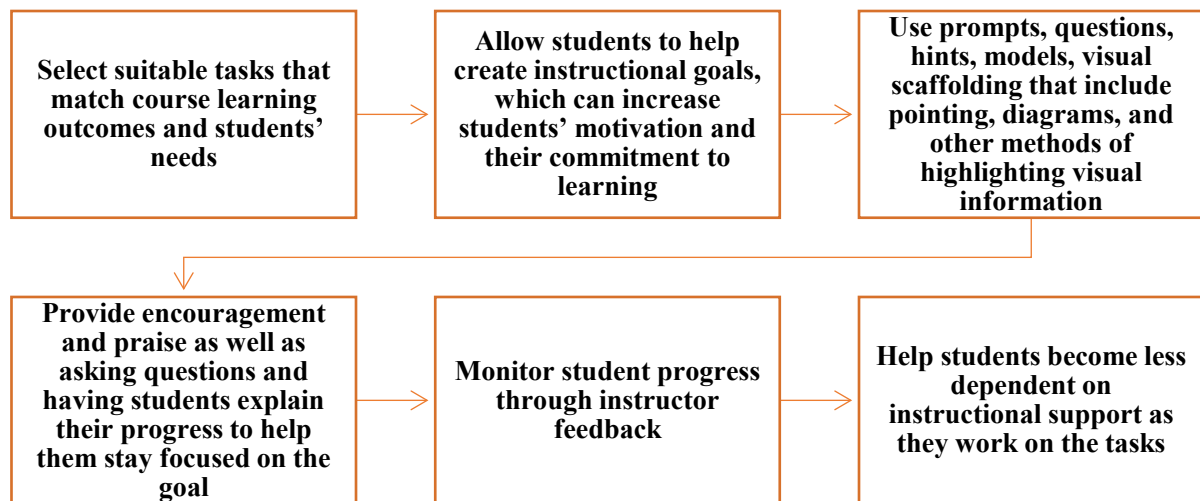 Select suitable tasks that
match course learning
outcomes and students’
needs
Allow students to help
create instructional goals,
which can increase
students’ motivation and
their commitment to
learning
Use prompts, questions,
hints, models, visual
scaffolding that include
pointing, diagrams, and
other methods of
highlighting visual
information
Provide encouragement
and praise as well as
asking questions and
having students explain
their progress to help
them stay focused on the
goal
Monitor student progress
through instructor
feedback
Help students become less
dependent on
instructional support as
they work on the tasks